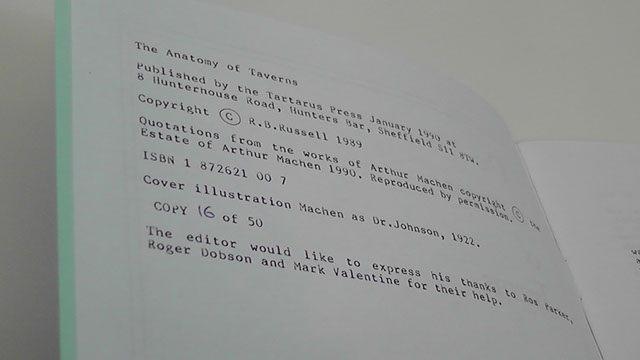 The Anatomy of Taverns
Published by the Tartarus Press January 1990 at
8 Hunterhouse Road, Hunters Bar, Sheffield S11 8TW.
Copyright © R.B.Russell 1989
Quotations from the works of Arthur Machen copyright © the
Estate of Arthur Machen 1990. Reproduced by permission.
ISBN 1 872621 00 7
Cover illustration Machen as Dr.Johnson, 1922.
COPY 16 of 50
The editor would like to express his thanks to Ros Parker,
Roger Dobson and Mark Valentine for their help.